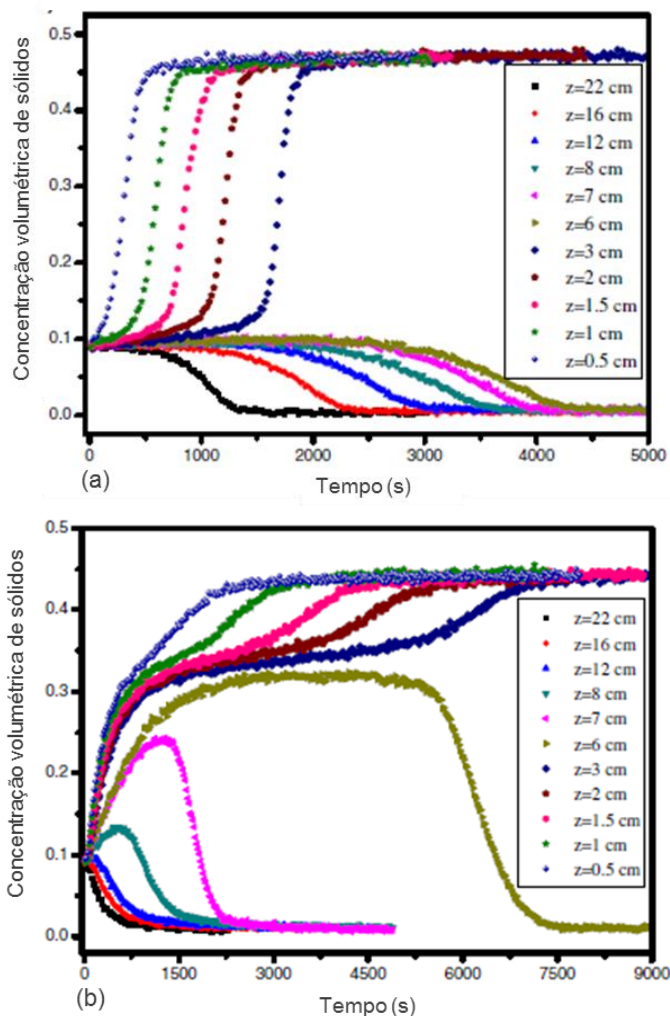 Concentração volumétrica de sólidos
0.5
0.4
0.3
0.2
0.1
0.0
z=22 cm
z=16 cm
z=12 cm
z=8 cm
z=7 cm
z=6 cm
z=3 cm
z=2 cm
z=1.5 cm
z=1 cm
z=0.5 cm
0
1000
2000
3000
4000
5000
(a)
Tempo (s)
Concentração volumétrica de sólidos
0.5
0.4
0.3
0.2
0.1
0.0
z=22 cm
z=16 cm
z=12 cm
z=8 cm
z=7 cm
z=6 cm
z=3 cm
z=2 cm
z=1.5 cm
z=1 cm
z=0.5 cm
0
1500
3000
4500
6000
7500
9000
(b)
Tempo (s)